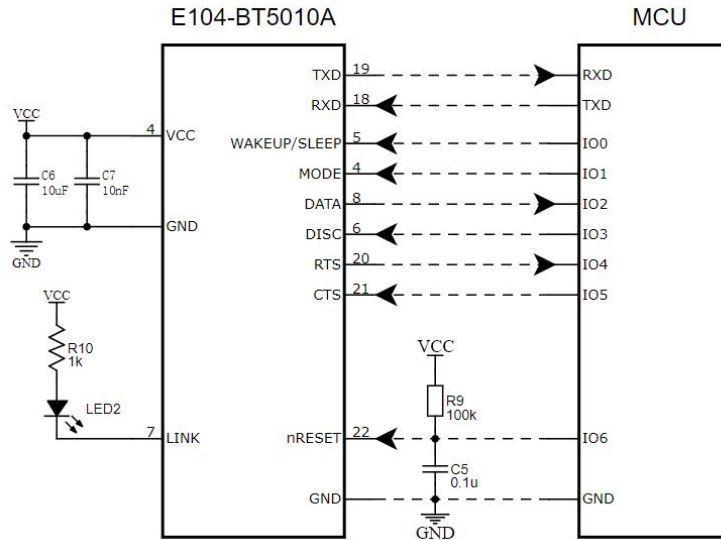 E104-BT5010A
MCU
TXD 19 RXD
RXD 18 TXD
VCC
4 VCC
WAKEUP/SLEEP 5 IO0
C6
10uF
C7
10nF
MODE 4 IO1
DATA 8 IO2
GND
DISC 6 IO3
GND
RTS 20 IO4
CTS 21 IO5
VCC
R10
1k
VCC
R9
100k
LED2
7 LINK
nRESET 22 IO6
C5
0.1u
GND GND
GND